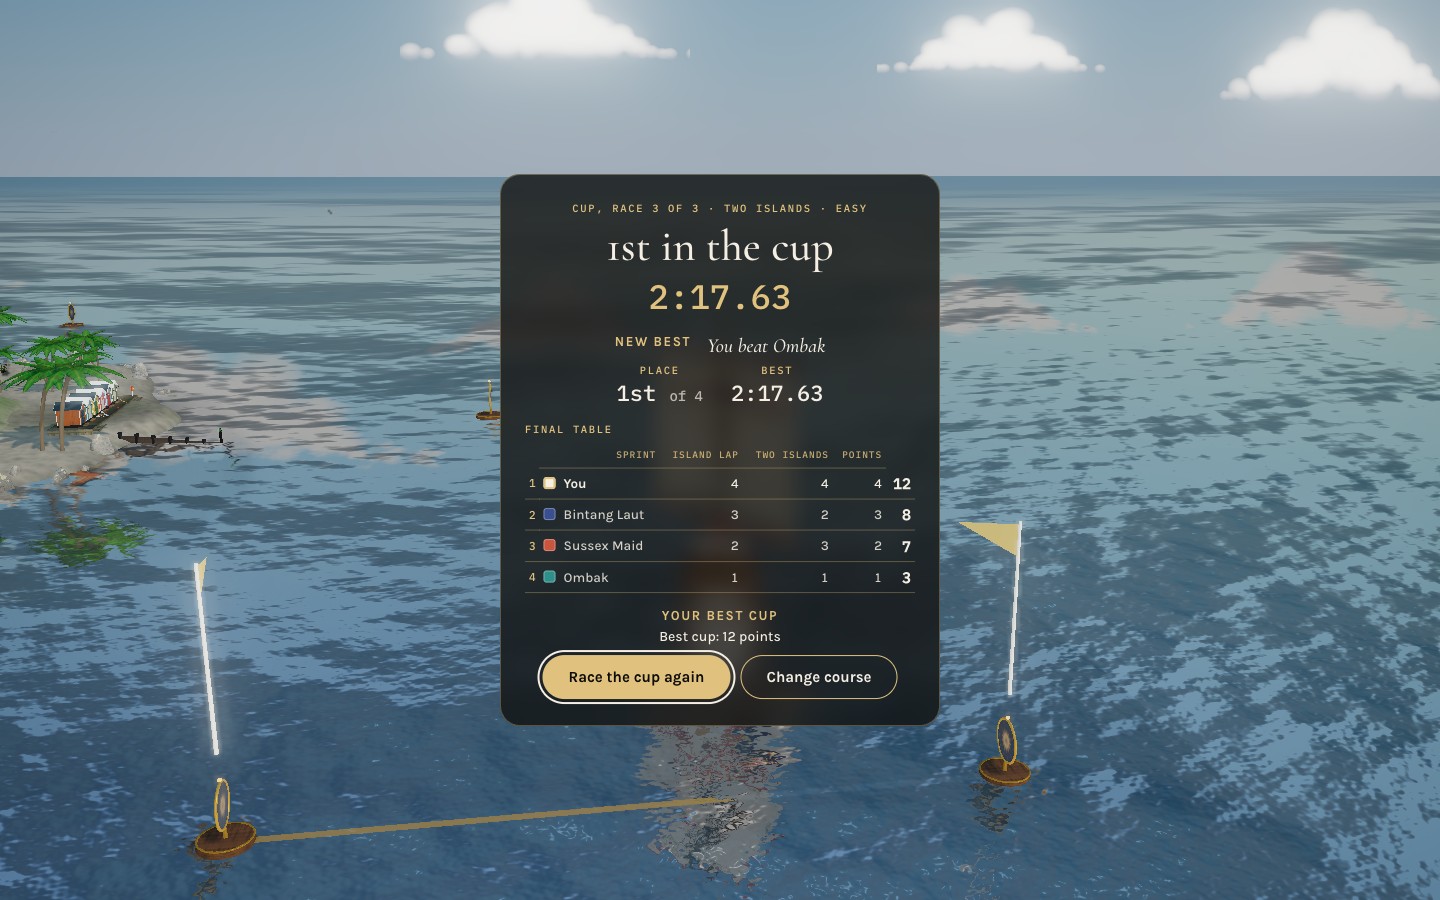 CUP, RACE 3 OF 3 · TWO ISLANDS · EASY
1st in the cup
2:17.63
NEW BEST You beat Ombak
PLACE BEST
1st of 4 2:17.63
FINAL TABLE
SPRINT ISLAND LAP TWO ISLANDS POINTS
1 You 4 4 4 12
2 Bintang Laut 3 2 3 8
3 Sussex Maid 2 3 2 7
4 Ombak 1 1 1 3
YOUR BEST CUP
Best cup: 12 points
Race the cup again Change course